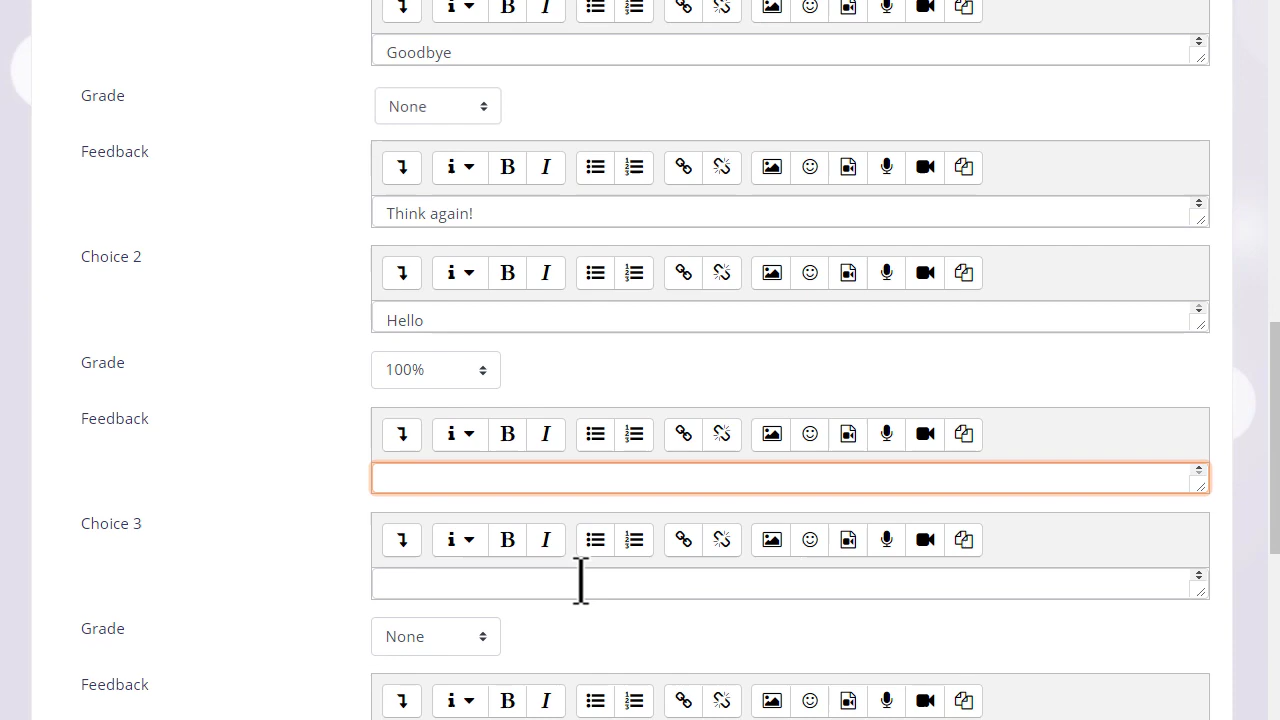 Goodbye
Grade
None
Feedback
Think again!
Choice 2
Hello
Grade
100%
Feedback
Choice 3
Grade
None
Feedback